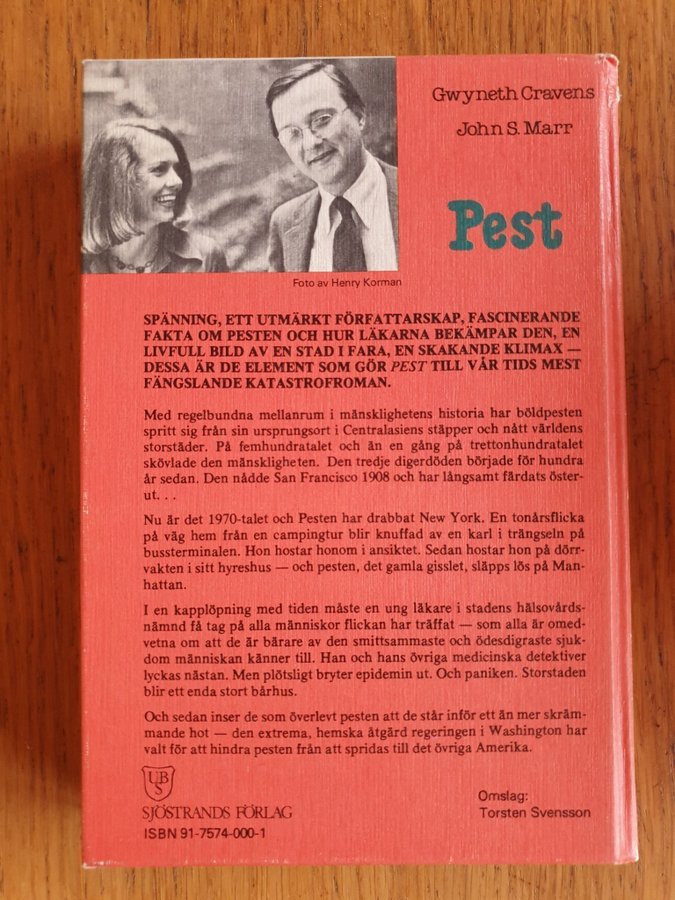 Gwyneth Cravens
John S. Marr
Pest
Foto av Henry Korman
SPÄNNING, ETT UTMÄRKT FÖRFATTARSKAP, FASCINERANDE
FAKTA OM PESTEN OCH HUR LÄKARNA BEKÄMPAR DEN, EN
LIVFULL BILD AV EN STAD I FARA, EN SKAKANDE KLIMAX —
DESSA ÄR DE ELEMENT SOM GÖR PEST TILL VÅR TIDS MEST
FÄNGSLANDE KATASTROFROMAN.
Med regelbundna mellanrum i mänsklighetens historia har böldpesten
spritt sig från sin ursprungsort i Centralasiens stäpper och nått världens
storstäder. På femhundratalet och än en gång på trettonhundratalet
skövlade den mänskligheten. Den tredje digerdöden började för hundra
år sedan. Den nådde San Francisco 1908 och har långsamt färdats öster-
ut. . .
Nu är det 1970-talet och Pesten har drabbat New York. En tonårsflicka
på väg hem från en campingtur blir knuffad av en karl i trängseln på
bussterminalen. Hon hostar honom i ansiktet. Sedan hostar hon på dörr-
vakten i sitt hyreshus — och pesten, det gamla gisslet, släpps lös på Man-
hattan.
I en kapplöpning med tiden måste en ung läkare i stadens hälsovårds-
nämnd få tag på alla människor flickan har träffat — som alla är omed-
vetna om att de är bärare av den smittsammaste och ödesdigraste sjuk-
dom människan känner till. Han och hans övriga medicinska detektiver
lyckas nästan. Men plötsligt bryter epidemin ut. Och paniken. Storstaden
blir ett enda stort bårhus.
Och sedan inser de som överlevt pesten att de står inför ett än mer skräm-
mande hot — den extrema, hemska åtgärd regeringen i Washington har
valt för att hindra pesten från att spridas till det övriga Amerika.
UBS
SJÖSTRANDS FÖRLAG
ISBN 91-7574-000-1
Omslag:
Torsten Svensson